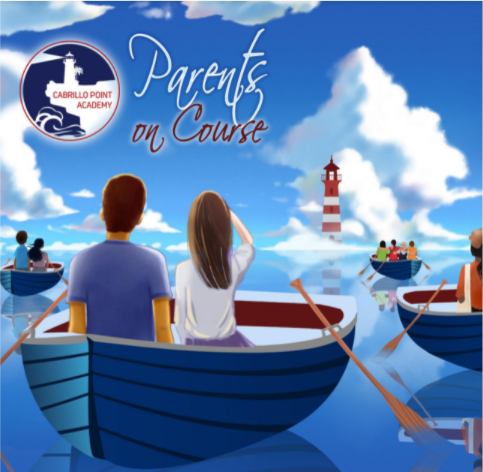 CABRILLO POINT
ACADEMY
Parents
on Course